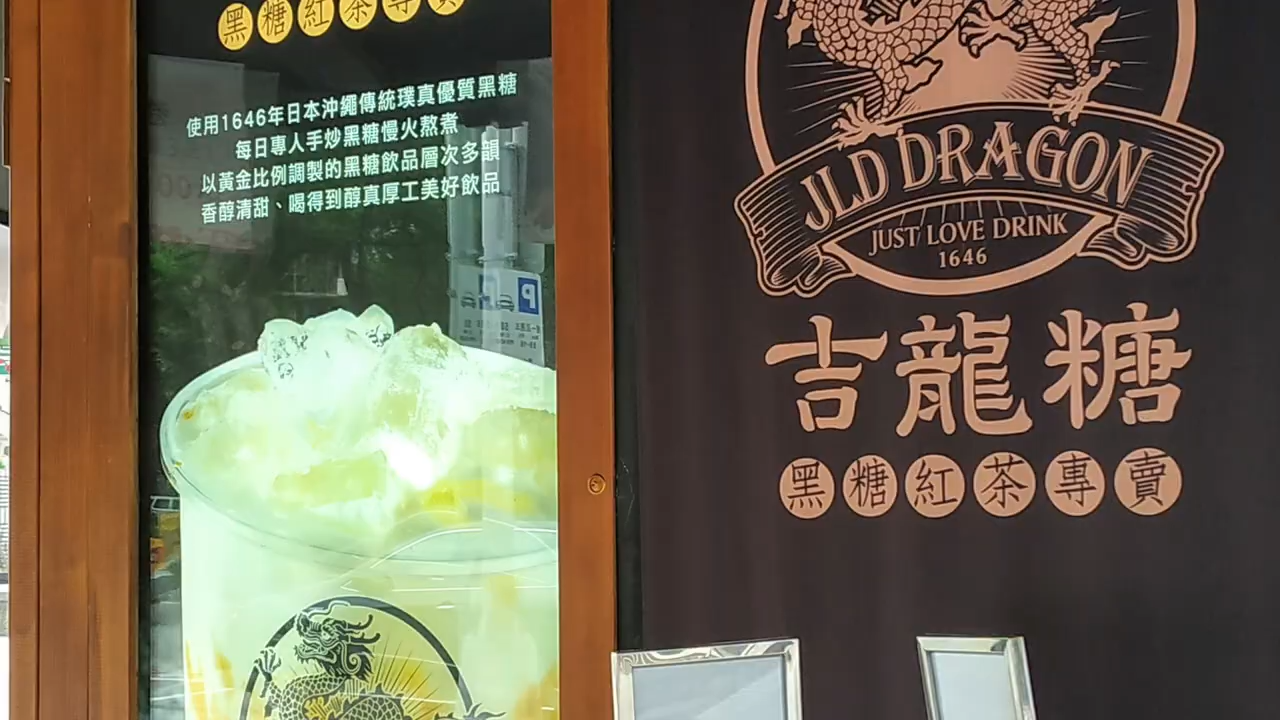 黑糖紅茶專賣
使用1646年日本沖繩傳統璞真優質黑糖
每日專人手炒黑糖慢火熬煮
以黃金比例調製的黑糖飲品層次多韻
香醇清甜、喝得到醇真厚工美好飲品
P
JLD DRAGON
JUST LOVE DRINK
1646
吉龍糖
黑糖紅茶專賣